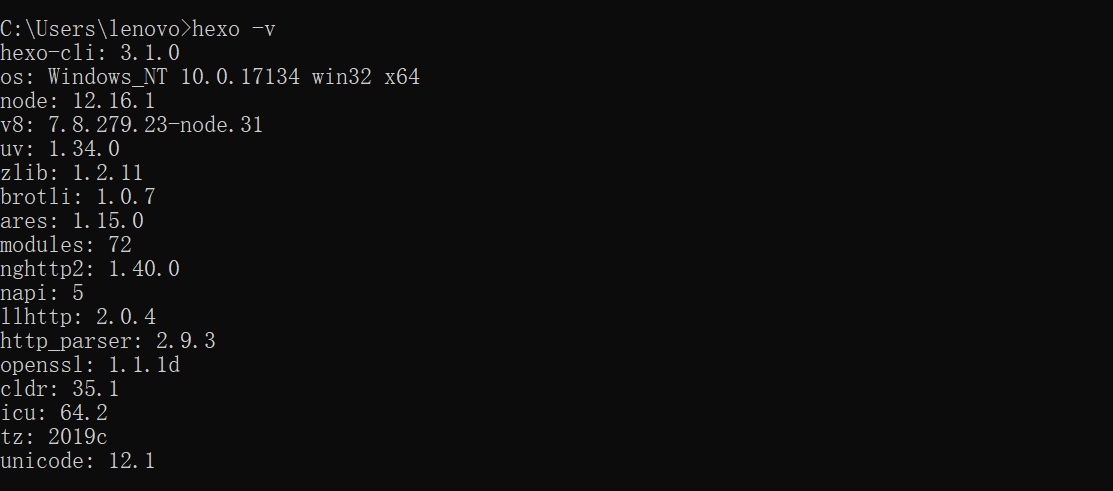 C:\Users\lenovo>hexo -v
hexo-cli: 3.1.0
os: Windows_NT 10.0.17134 win32 x64
node: 12.16.1
v8: 7.8.279.23-node.31
uv: 1.34.0
zlib: 1.2.11
brotli: 1.0.7
ares: 1.15.0
modules: 72
nghttp2: 1.40.0
napi: 5
llhttp: 2.0.4
http_parser: 2.9.3
openssl: 1.1.1d
cldr: 35.1
icu: 64.2
tz: 2019c
unicode: 12.1